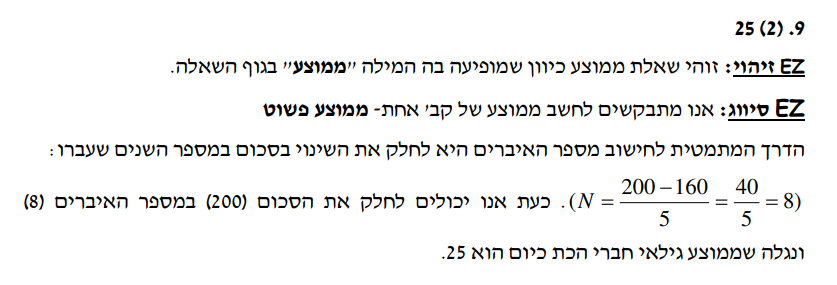 9. (2) 25
EZ זיהוי: זוהי שאלת ממוצע כיוון שמופיעה בה המילה "ממוצע" בגוף השאלה.
EZ סיווג: אנו מתבקשים לחשב ממוצע של קב' אחת- ממוצע פשוט
הדרך המתמטית לחישוב מספר האיברים היא לחלק את השינוי בסכום במספר השנים שעברו:
(N = \frac{200-160}{5} = \frac{40}{5} = 8). כעת אנו יכולים לחלק את הסכום (200) במספר האיברים (8)
ונגלה שממוצע גילאי חברי הכת כיום הוא 25.